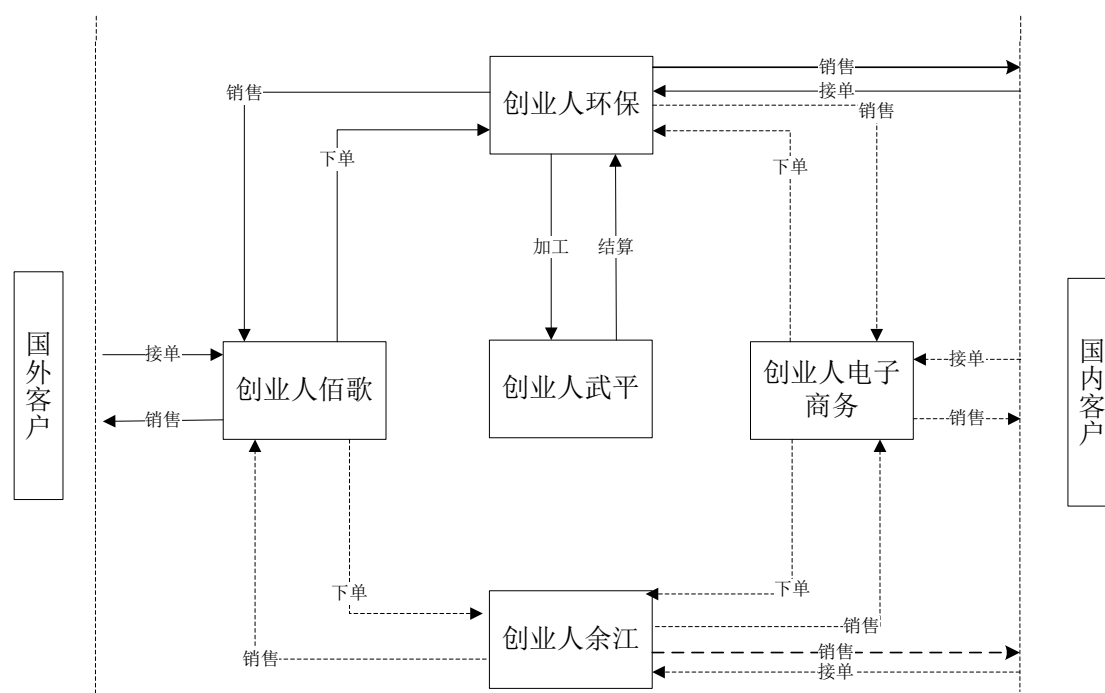 销售
接单
销售
创业人环保
销售
下单
下单
加工
结算
国外客户
国内客户
接单
销售
创业人佰歌
创业人武平
创业人电子
商务
接单
销售
下单
下单
创业人余江
销售
销售
销售
接单